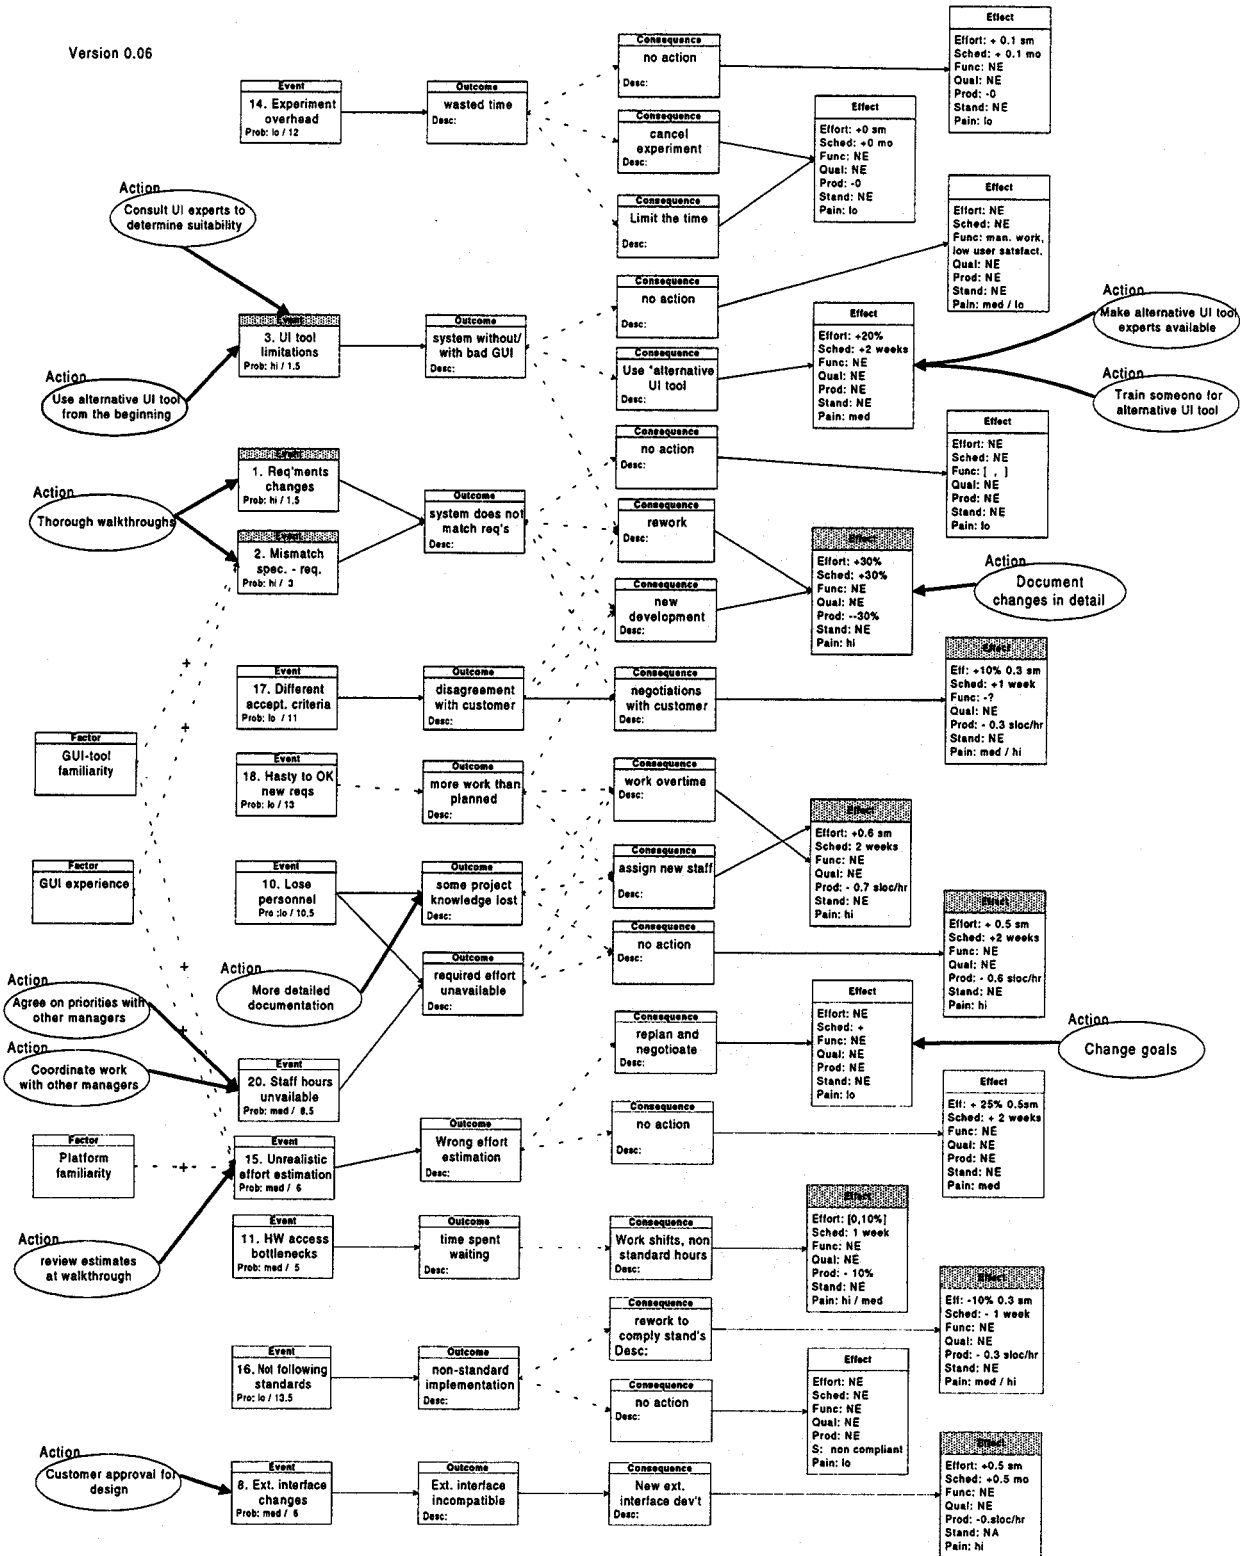 Version 0.06
Event
14. Experiment
overhead
Prob: lo / 12
Outcome
wasted time
Desc:
Consequence
no action
Desc:
Effect
Effort: + 0.1 sm
Sched: + 0.1 mo
Func: NE
Qual: NE
Prod: -0
Stand: NE
Pain: lo
Consequence
cancel
experiment
Desc:
Consequence
Limit the time
Desc:
Effect
Effort: +0 sm
Sched: +0 mo
Func: NE
Qual: NE
Prod: -0
Stand: NE
Pain: lo
Action
Consult UI experts to
determine suitability
Action
Use alternative UI tool
from the beginning
Event
3. UI tool
limitations
Prob: hi / 1.5
Outcome
system without/
with bad GUI
Desc:
Consequence
no action
Desc:
Effect
Effort: NE
Sched: NE
Func: man. work,
low user satsfact.
Qual: NE
Prod: NE
Stand: NE
Pain: med / lo
Consequence
Use "alternative
UI tool
Desc:
Effect
Effort: +20%
Sched: +2 weeks
Func: NE
Qual: NE
Prod: NE
Stand: NE
Pain: med
Action
Make alternative UI tool
experts available
Action
Train someono for
alternative UI tool
Action
Thorough walkthroughs
Event
1. Req'ments
changes
Prob: hi / 1.5
Event
2. Mismatch
spec. - req.
Prob: hi / 3
Outcome
system does not
match req's
Desc:
Consequence
no action
Desc:
Effect
Effort: NE
Sched: NE
Func: [ , ]
Qual: NE
Prod: NE
Stand: NE
Pain: lo
Consequence
rework
Desc:
Consequence
new
development
Desc:
Effect
Effort: +30%
Sched: +30%
Func: NE
Qual: NE
Prod: --30%
Stand: NE
Pain: hi
Action
Document
changes in detail
+
+
Event
17. Different
accept. criteria
Prob: lo / 11
Outcome
disagreement
with customer
Desc:
Consequence
negotiations
with customer
Desc:
Effect
Eff: +10% 0.3 sm
Sched: +1 week
Func: -?
Qual: NE
Prod: - 0.3 sloc/hr
Stand: NE
Pain: med / hi
Factor
GUI-tool
familiarity
Event
18. Hasty to OK
new reqs
Prob: lo / 13
Outcome
more work than
planned
Desc:
Consequence
work overtime
Desc:
Effect
Effort: +0.6 sm
Sched: 2 weeks
Func: NE
Qual: NE
Prod: - 0.7 sloc/hr
Stand: NE
Pain: hi
Factor
GUI experience
Event
10. Lose
personnel
Pro :lo / 10,5
Outcome
some project
knowledge lost
Desc:
Consequence
assign new staff
Desc:
Consequence
no action
Desc:
Effect
Effort: + 0.5 sm
Sched: +2 weeks
Func: NE
Qual: NE
Prod: - 0.6 sloc/hr
Stand: NE
Pain: hi
Action
More detailed
documentation
Outcome
required effort
unavailable
Desc:
+
+
Action
Agree on priorities with
other managers
Action
Coordinate work
with other managers
Event
20. Staff hours
unvailable
Prob: med / 8.5
Consequence
replan and
negotioate
Desc:
Effect
Effort: NE
Sched: +
Func: NE
Qual: NE
Prod: NE
Stand: NE
Pain: lo
Action
Change goals
Factor
Platform
familiarity
+
Event
15. Unrealistic
effort estimation
Prob: med / 6
Outcome
Wrong effort
estimation
Desc:
Consequence
no action
Desc:
Effect
Eff: + 25% 0.5sm
Sched: + 2 weeks
Func: NE
Qual: NE
Prod: NE
Stand: NE
Pain: med
Action
review estimates
at walkthrough
Event
11. HW access
bottlenecks
Prob: med / 5
Outcome
time spent
waiting
Desc:
Consequence
Work shifts, non
standard hours
Desc:
Effect
Effort: [0,10%]
Sched: 1 week
Func: NE
Qual: NE
Prod: - 10%
Stand: NE
Pain: hi / med
Event
16. Not following
standards
Pro: lo / 13.5
Outcome
non-standard
implementation
Desc:
Consequence
rework to
comply stand's
Desc:
Effect
Eff: -10% 0.3 sm
Sched: - 1 week
Func: NE
Qual: NE
Prod: - 0.3 sloc/hr
Stand: NE
Pain: med / hi
Consequence
no action
Desc:
Effect
Effort: NE
Sched: NE
Func: NE
Qual: NE
Prod: NE
S: non compliant
Pain: lo
Action
Customer approval for
design
Event
8. Ext. interface
changes
Prob: med / 6
Outcome
Ext. interface
incompatible
Desc:
Consequence
New ext.
interface dev't
Desc:
Effect
Effort: +0.5 sm
Sched: +0.5 mo
Func: NE
Qual: NE
Prod: -0.sloc/hr
Stand: NA
Pain: hi